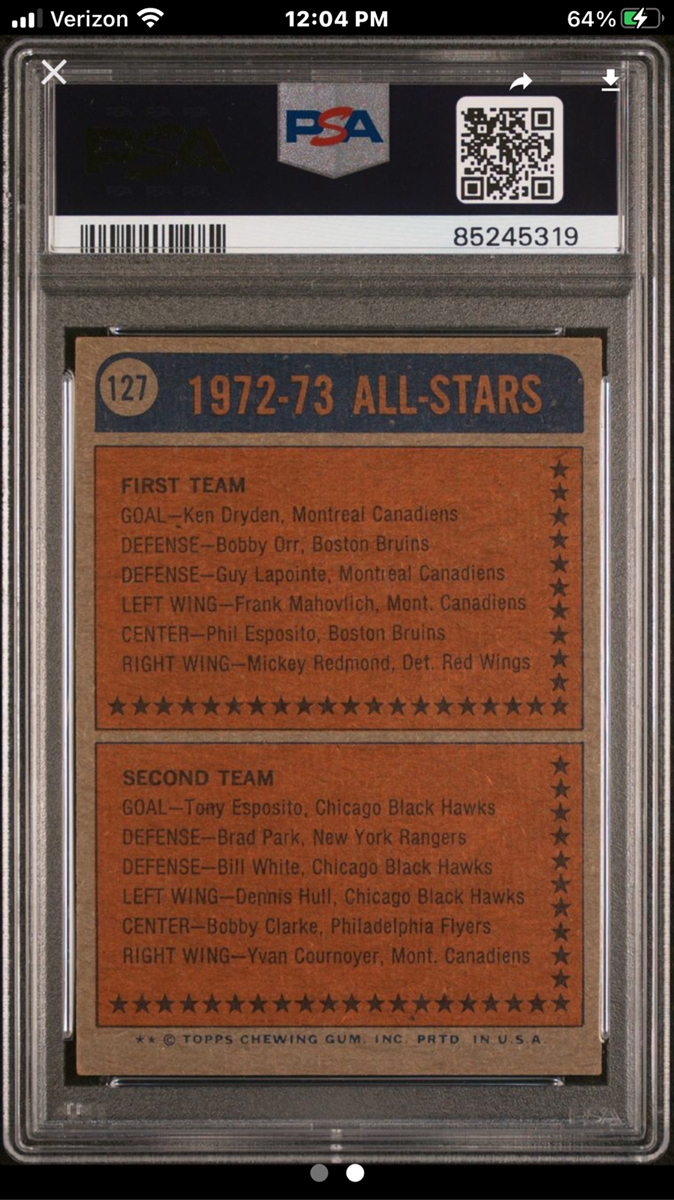 Verizon 12:04 PM 64%
PSA
PSA
85245319
127 1972-73 ALL-STARS
FIRST TEAM
GOAL—Ken Dryden, Montreal Canadiens
DEFENSE—Bobby Orr, Boston Bruins
DEFENSE—Guy Lapointe, Montreal Canadiens
LEFT WING—Frank Mahovlich, Mont. Canadiens
CENTER—Phil Esposito, Boston Bruins
RIGHT WING—Mickey Redmond, Det. Red Wings
SECOND TEAM
GOAL—Tony Esposito, Chicago Black Hawks
DEFENSE—Brad Park, New York Rangers
DEFENSE—Bill White, Chicago Black Hawks
LEFT WING—Dennis Hull, Chicago Black Hawks
CENTER—Bobby Clarke, Philadelphia Flyers
RIGHT WING—Yvan Cournoyer, Mont. Canadiens
★★ © TOPPS CHEWING GUM, INC. PRTD IN U.S.A.
PSA